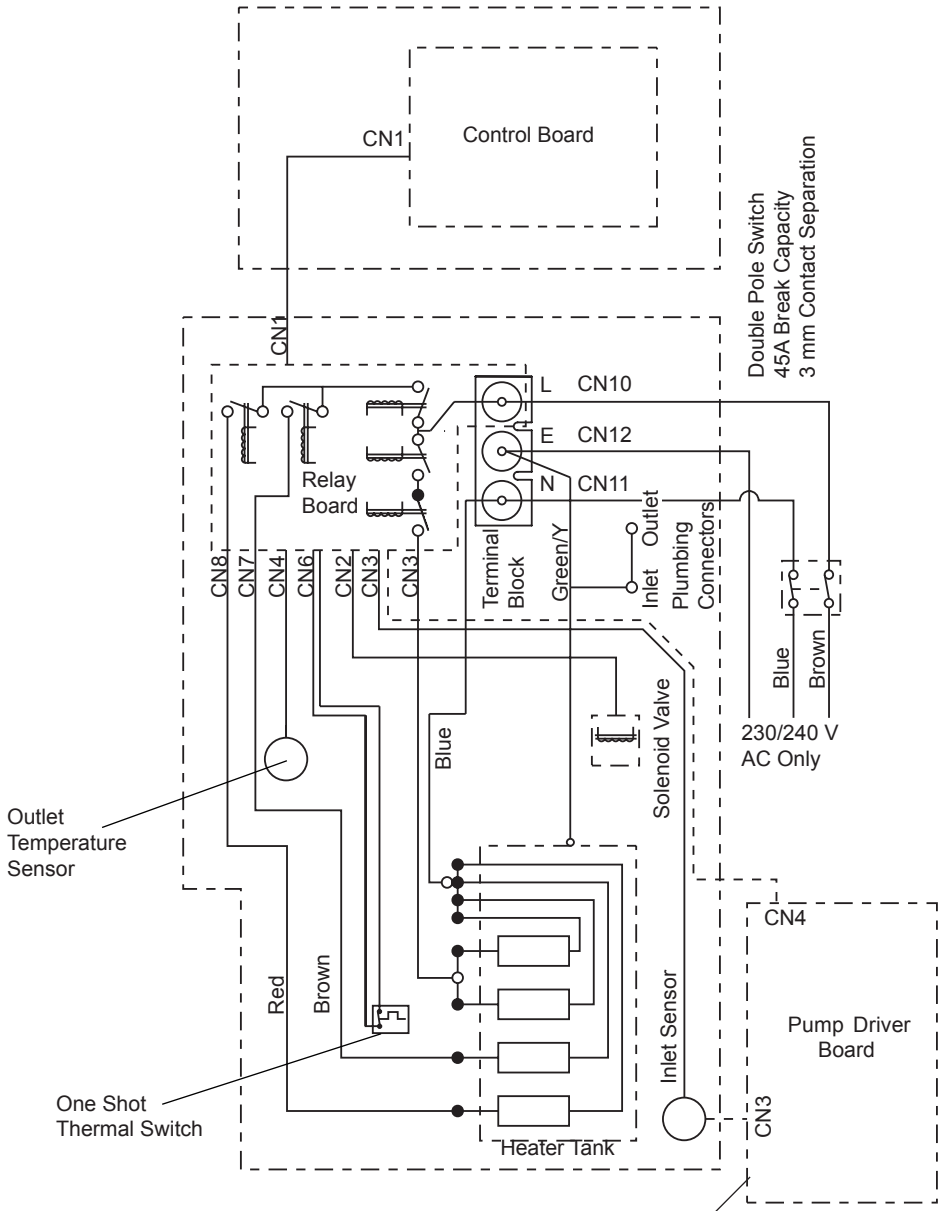 CN1
Control Board
Double Pole Switch
45A Break Capacity
3 mm Contact Separation
CN1
L
CN10
E
CN12
N
CN11
Relay
Board
CN8
CN7
CN4
CN6
CN2
CN3
CN3
Terminal
Block
Green/Y
Inlet
Outlet
Plumbing
Connectors
Blue
Brown
230/240 V
AC Only
Blue
Solenoid Valve
Outlet
Temperature
Sensor
CN4
Red
Brown
Inlet Sensor
Pump Driver
Board
CN3
One Shot
Thermal Switch
Heater Tank